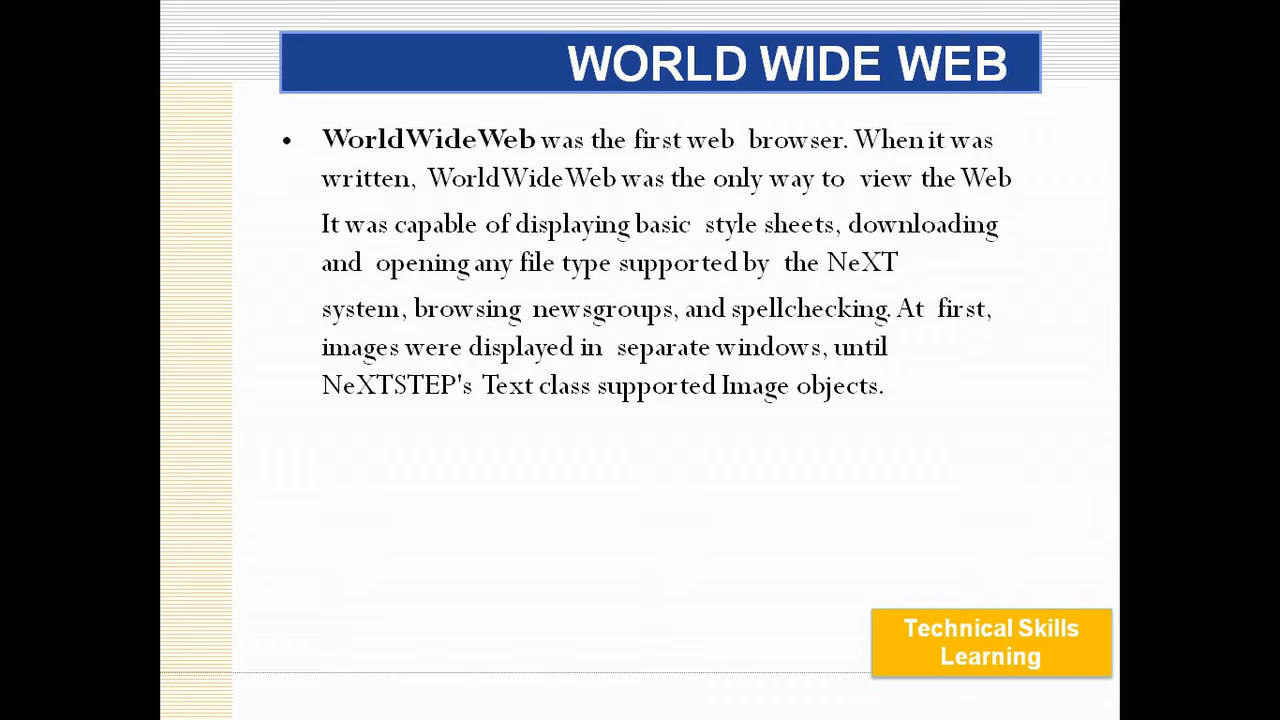 WORLD WIDE WEB
• WorldWideWeb was the first web browser. When it was
written, WorldWideWeb was the only way to view the Web
It was capable of displaying basic style sheets, downloading
and opening any file type supported by the NeXT
system, browsing newsgroups, and spellchecking. At first,
images were displayed in separate windows, until
NeXTSTEP's Text class supported Image objects.
Technical Skills
Learning